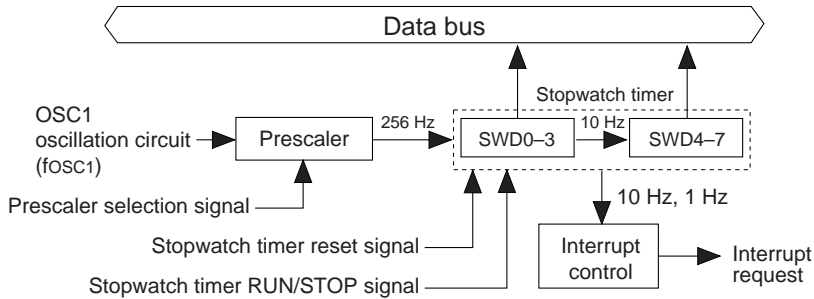 Data bus
Stopwatch timer
OSC1
oscillation circuit
(fOSC1)
Prescaler
256 Hz
SWD0–3
10 Hz
SWD4–7
Prescaler selection signal
10 Hz, 1 Hz
Stopwatch timer reset signal
Interrupt
control
Interrupt
request
Stopwatch timer RUN/STOP signal